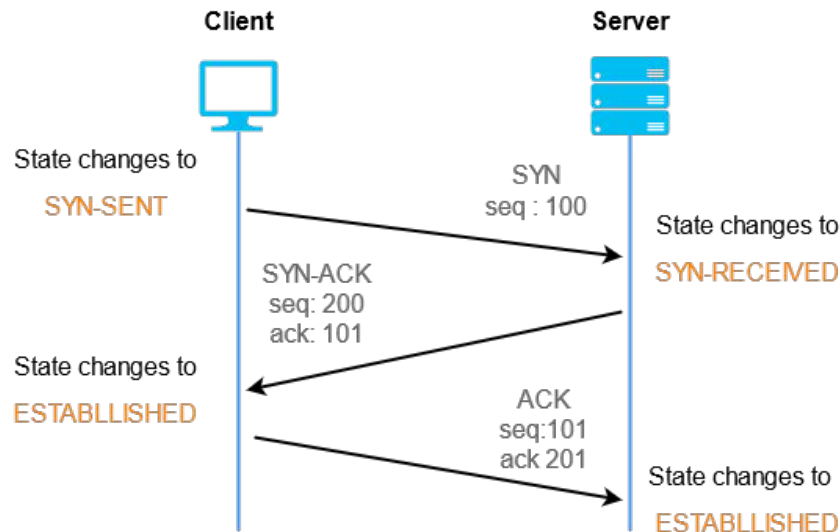 Client
Server
State changes to
SYN-SENT
SYN
seq : 100
State changes to
SYN-RECEIVED
SYN-ACK
seq: 200
ack: 101
State changes to
ESTABLLISHED
ACK
seq:101
ack 201
State changes to
ESTABLLISHED